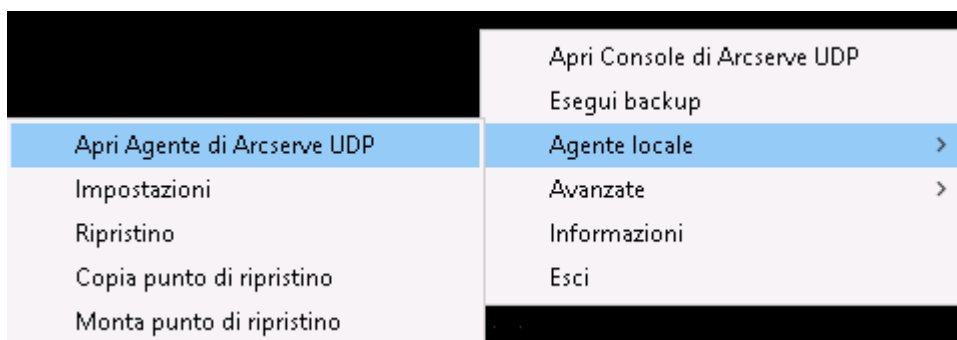 Apri Console di Arcserve UDP
Esegui backup
Agente locale
Avanzate
Informazioni
Esci
Apri Agente di Arcserve UDP
Impostazioni
Ripristino
Copia punto di ripristino
Monta punto di ripristino